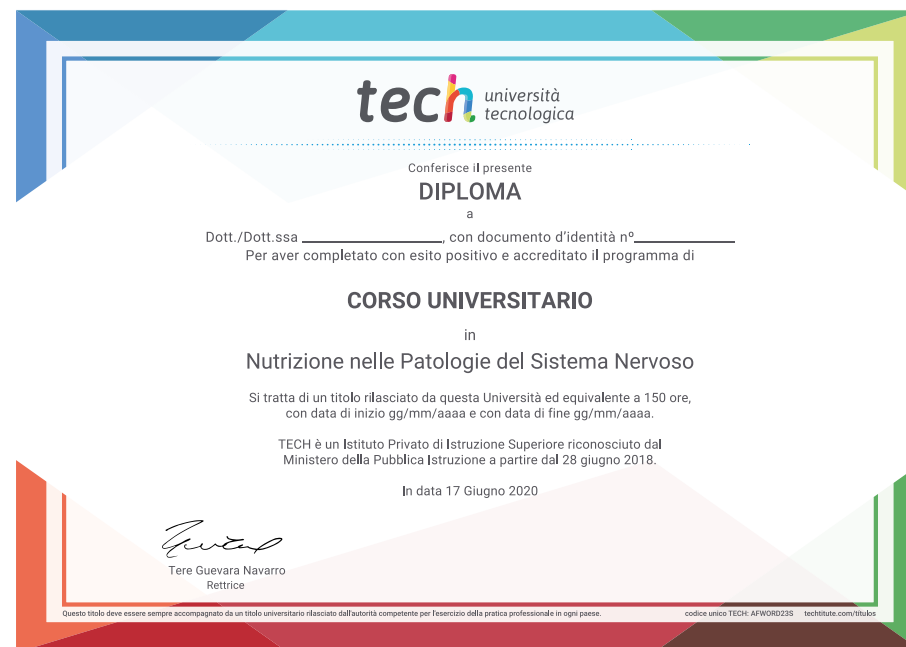 tech università
tecnologica
Conferisce il presente
DIPLOMA
a
Dott./Dott.ssa ____________________, con documento d'identità nº______________
Per aver completato con esito positivo e accreditato il programma di
CORSO UNIVERSITARIO
in
Nutrizione nelle Patologie del Sistema Nervoso
Si tratta di un titolo rilasciato da questa Università ed equivalente a 150 ore,
con data di inizio gg/mm/aaaa e con data di fine gg/mm/aaaa.
TECH è un Istituto Privato di Istruzione Superiore riconosciuto dal
Ministero della Pubblica Istruzione a partire dal 28 giugno 2018.
In data 17 Giugno 2020
Tere Guevara Navarro
Rettrice
Questo titolo deve essere sempre accompagnato da un titolo universitario rilasciato dall'autorità competente per l'esercizio della pratica professionale in ogni paese. codice unico TECH: AFWORD23S techtitute.com/titulos